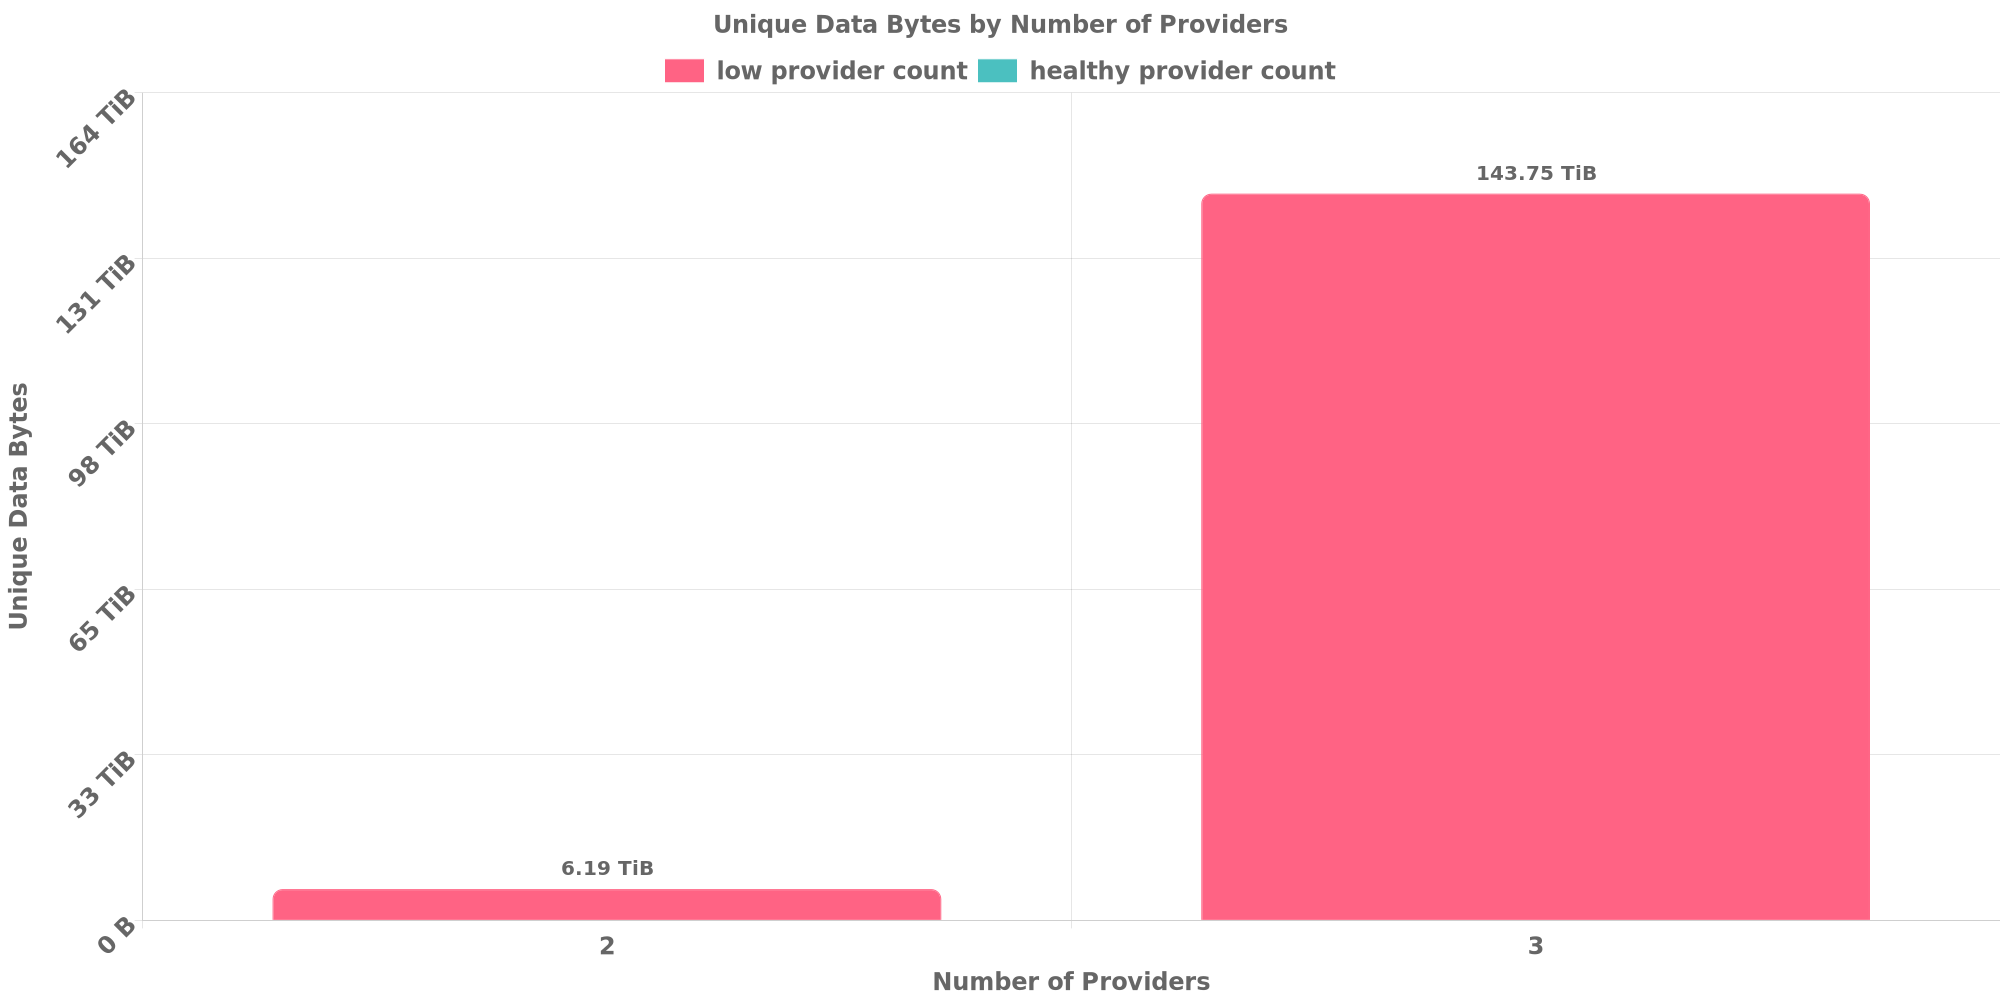 Unique Data Bytes by Number of Providers
low provider count healthy provider count
164 TiB
143.75 TiB
131 TiB
98 TiB
Unique Data Bytes
65 TiB
33 TiB
6.19 TiB
0 B
2 3
Number of Providers